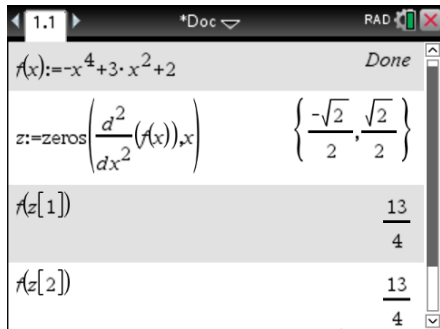 1.1 *Doc RAD
f(x):=-x^4+3·x^2+2 Done
z:=zeros(d^2/dx^2(f(x)),x) {-√2/2, √2/2}
f(z[1]) 13/4
f(z[2]) 13/4